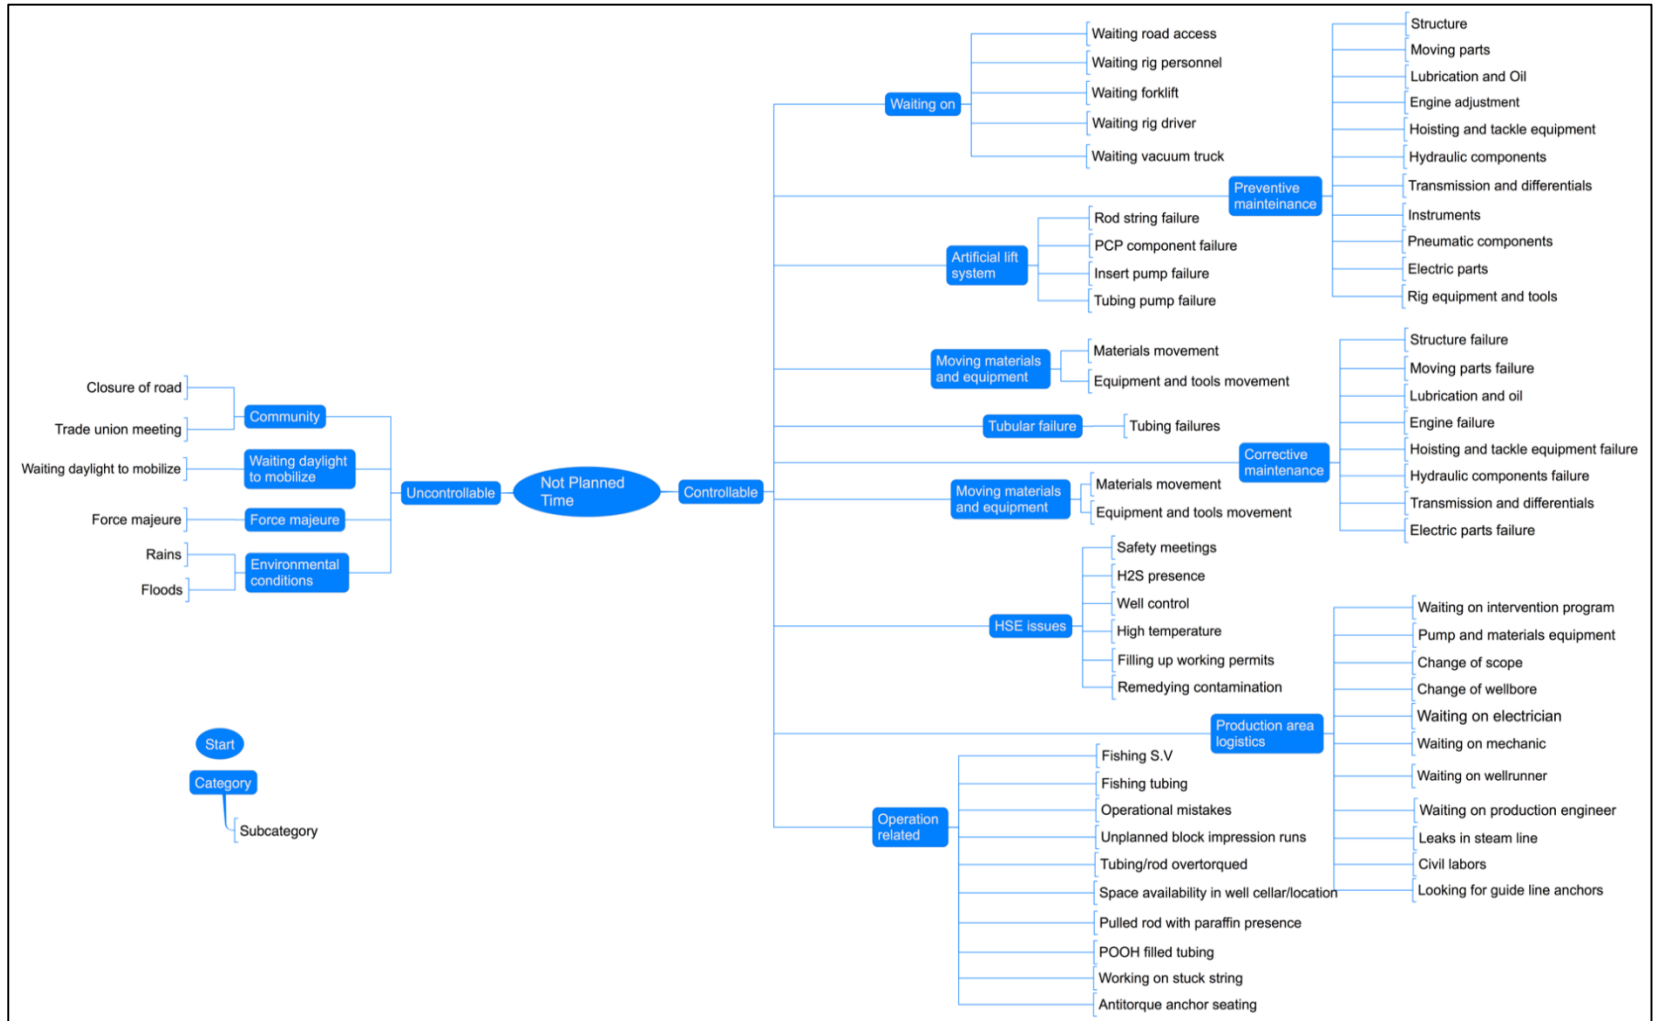 Not Planned
Time
Uncontrollable
Community
Closure of road
Trade union meeting
Waiting daylight
to mobilize
Waiting daylight to mobilize
Force majeure
Force majeure
Environmental
conditions
Rains
Floods
Start
Category
Subcategory
Controllable
Waiting on
Waiting road access
Waiting rig personnel
Waiting forklift
Waiting rig driver
Waiting vacuum truck
Preventive
mainteinance
Structure
Moving parts
Lubrication and Oil
Engine adjustment
Hoisting and tackle equipment
Hydraulic components
Transmission and differentials
Instruments
Pneumatic components
Electric parts
Rig equipment and tools
Artificial lift
system
Rod string failure
PCP component failure
Insert pump failure
Tubing pump failure
Moving materials
and equipment
Materials movement
Equipment and tools movement
Tubular failure
Tubing failures
Corrective
maintenance
Structure failure
Moving parts failure
Lubrication and oil
Engine failure
Hoisting and tackle equipment failure
Hydraulic components failure
Transmission and differentials
Electric parts failure
Moving materials
and equipment
Materials movement
Equipment and tools movement
HSE issues
Safety meetings
H2S presence
Well control
High temperature
Filling up working permits
Remedying contamination
Production area
logistics
Waiting on intervention program
Pump and materials equipment
Change of scope
Change of wellbore
Waiting on electrician
Waiting on mechanic
Waiting on wellrunner
Waiting on production engineer
Leaks in steam line
Civil labors
Looking for guide line anchors
Operation
related
Fishing S.V
Fishing tubing
Operational mistakes
Unplanned block impression runs
Tubing/rod overtorqued
Space availability in well cellar/location
Pulled rod with paraffin presence
POOH filled tubing
Working on stuck string
Antitorque anchor seating